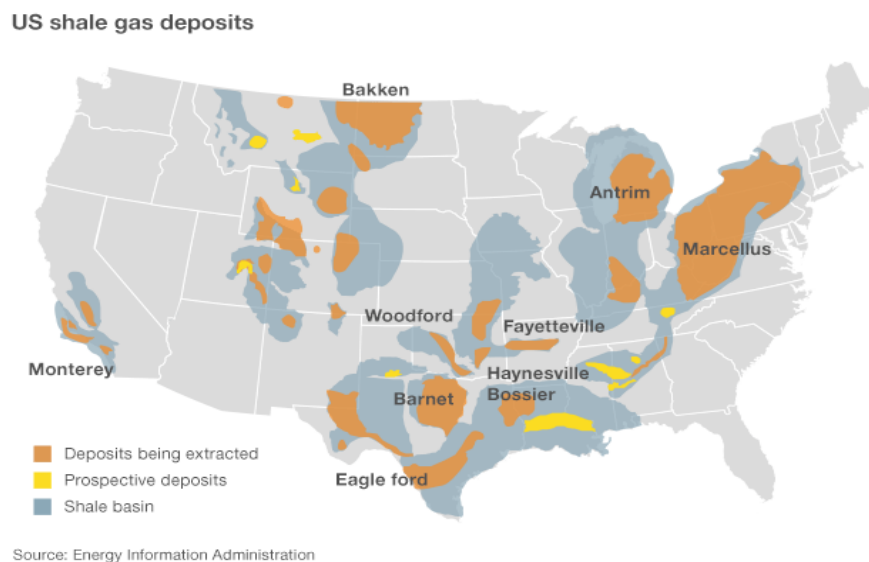 US shale gas deposits
Bakken
Antrim
Marcellus
Woodford
Fayetteville
Monterey
Haynesville
Barnet
Bossier
Eagle ford
Deposits being extracted
Prospective deposits
Shale basin
Source: Energy Information Administration